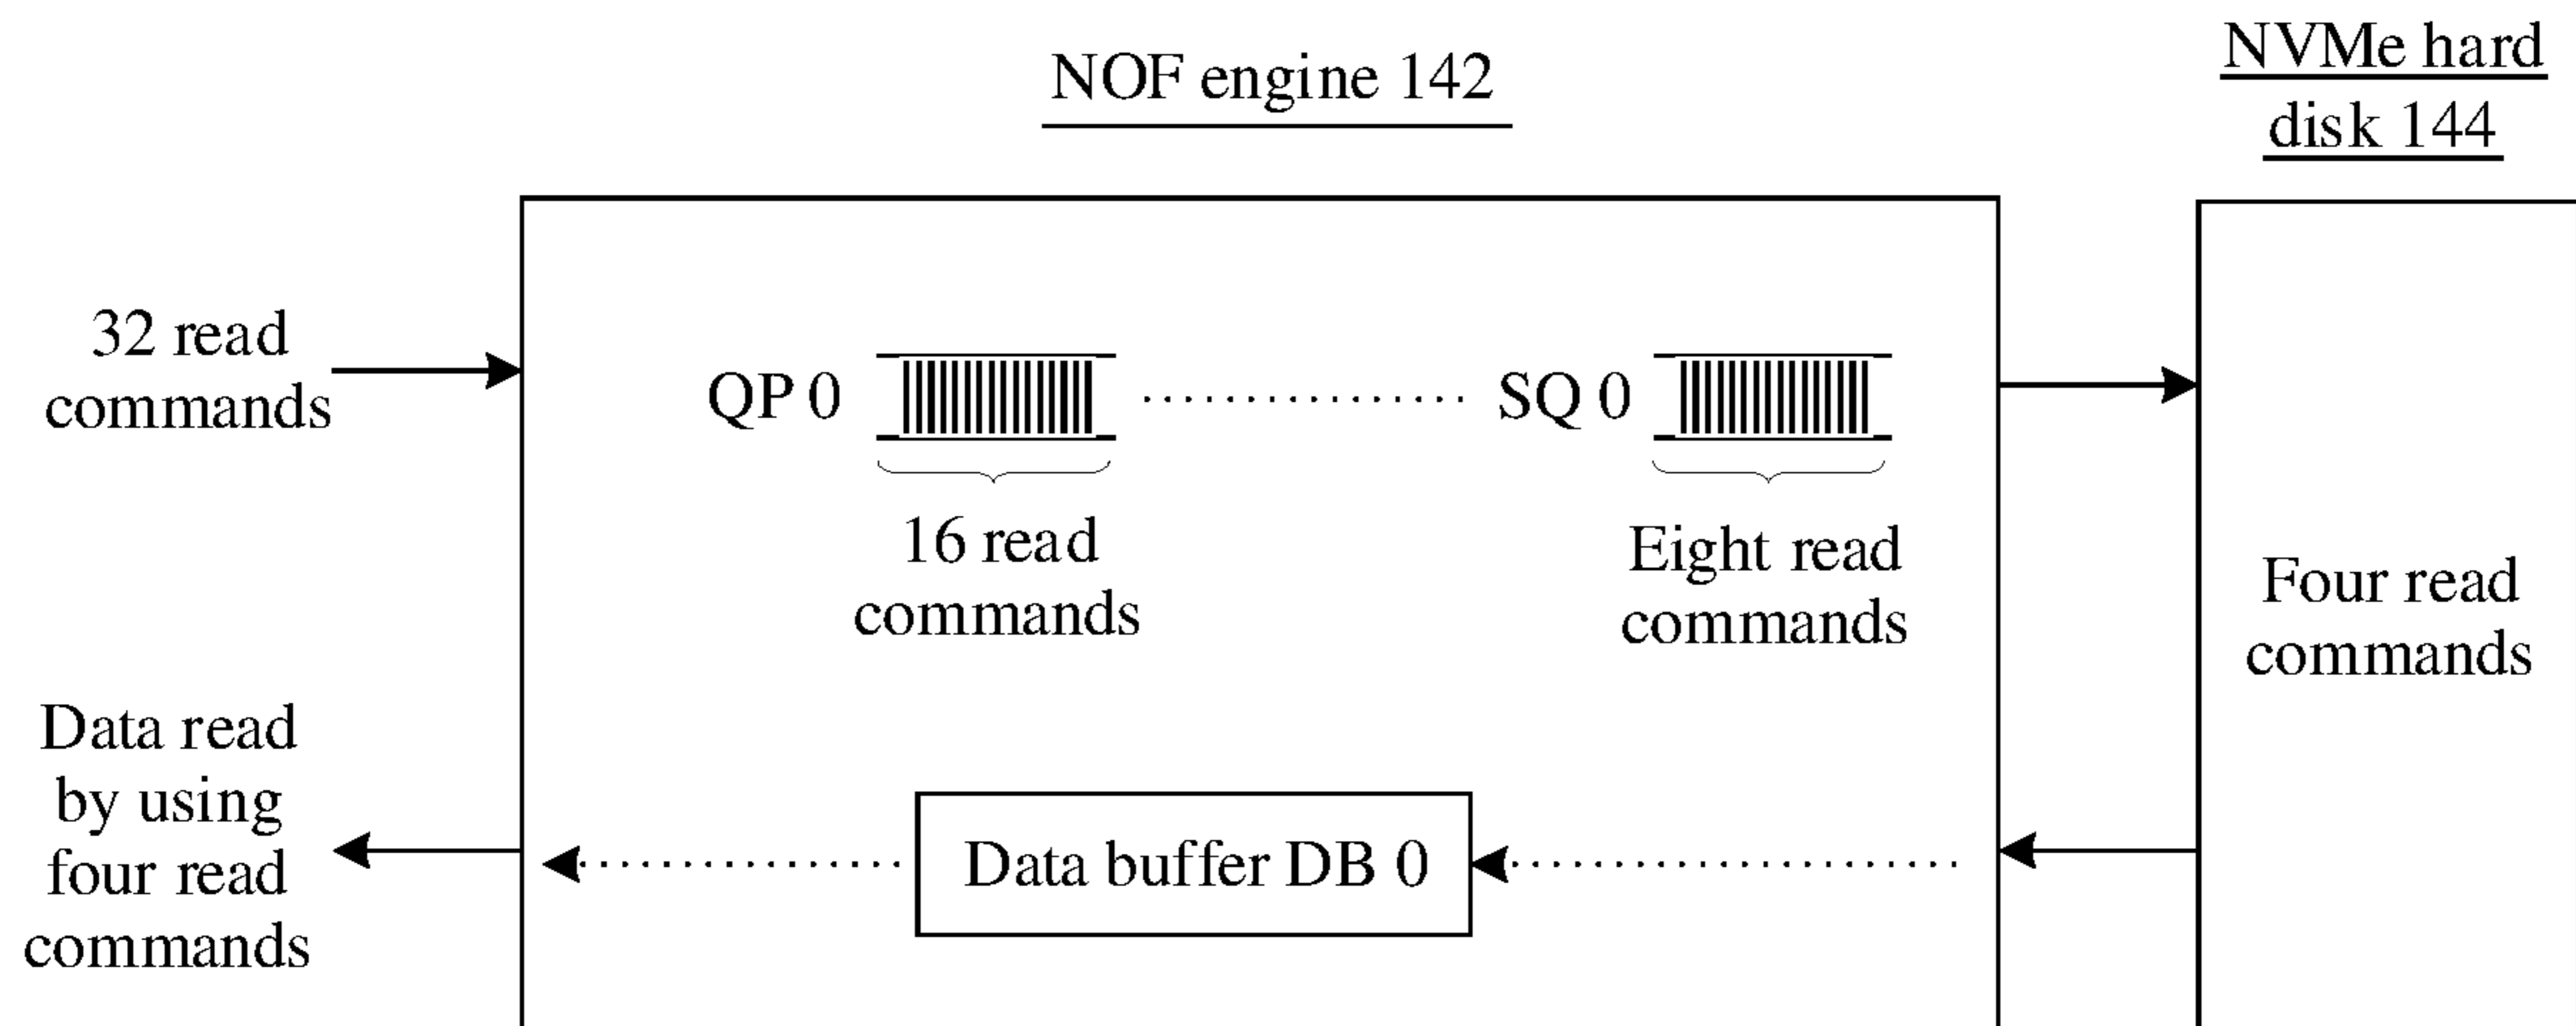 NOF engine 142
NVMe hard
disk 144
32 read
commands
QP 0
SQ 0
16 read
commands
Eight read
commands
Four read
commands
Data read
by using
four read
commands
Data buffer DB 0